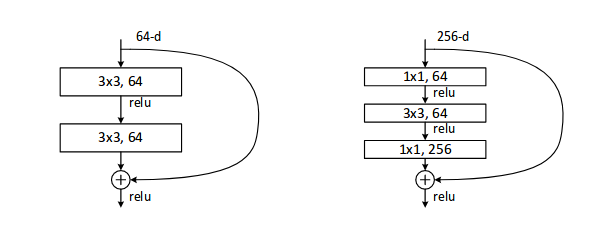 64-d
3x3, 64
relu
3x3, 64
relu
256-d
1x1, 64
relu
3x3, 64
relu
1x1, 256
relu